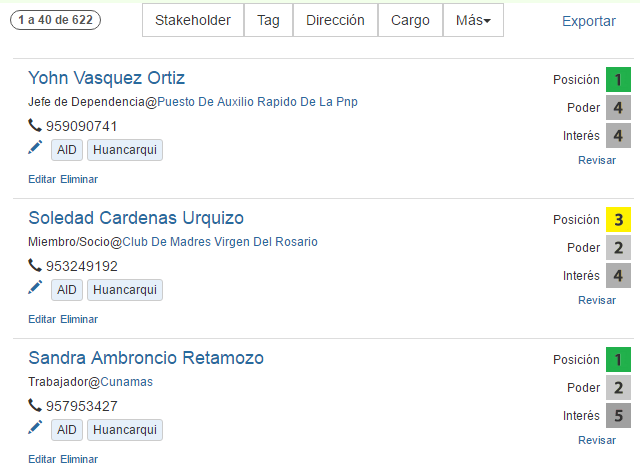 1 a 40 de 622 Stakeholder Tag Dirección Cargo Más Exportar
Yohn Vasquez Ortiz Posición 1
Jefe de Dependencia@Puesto De Auxilio Rapido De La Pnp Poder 4
959090741 Interés 4
AID Huancarqui Revisar
Editar Eliminar
Soledad Cardenas Urquizo Posición 3
Miembro/Socio@Club De Madres Virgen Del Rosario Poder 2
953249192 Interés 4
AID Huancarqui Revisar
Editar Eliminar
Sandra Ambroncio Retamozo Posición 1
Trabajador@Cunamas Poder 2
957953427 Interés 5
AID Huancarqui Revisar
Editar Eliminar